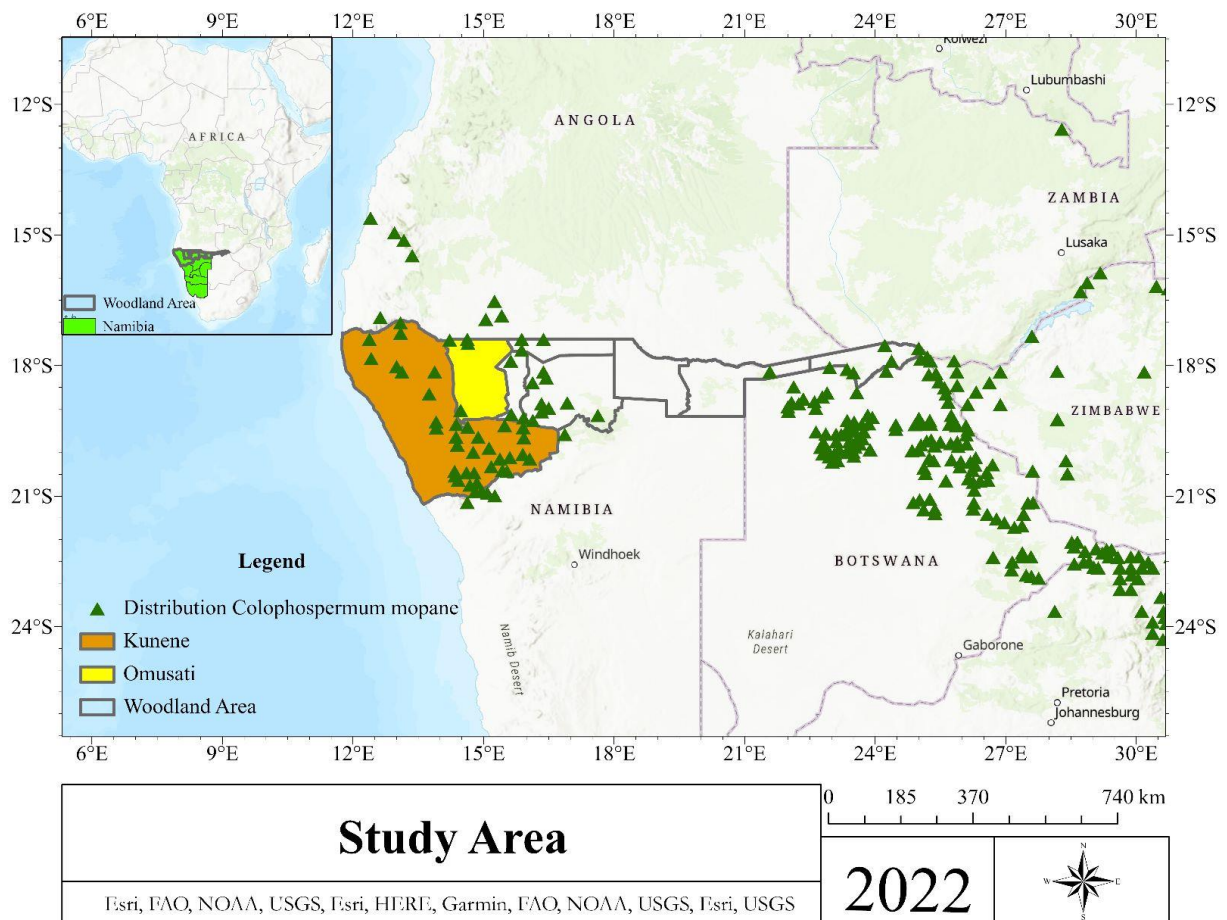 6°E 9°E 12°E 15°E 18°E 21°E 24°E 27°E 30°E
12°S 12°S
15°S 15°S
18°S 18°S
21°S 21°S
24°S 24°S
AFRICA
Woodland Area
Namibia
Kolwezi
Lubumbashi
ANGOLA
ZAMBIA
Lusaka
ZIMBABWE
NAMIBIA
Windhoek
BOTSWANA
Namib Desert
Kalahari
Desert
Gaborone
Pretoria
Johannesburg
Legend
Distribution Colophospermum mopane
Kunene
Omusati
Woodland Area
6°E 9°E 12°E 15°E 18°E 21°E 24°E 27°E 30°E
0 185 370 740 km
Study Area
Esri, FAO, NOAA, USGS, Esri, HERE, Garmin, FAO, NOAA, USGS, Esri, USGS
2022
N
W E
S